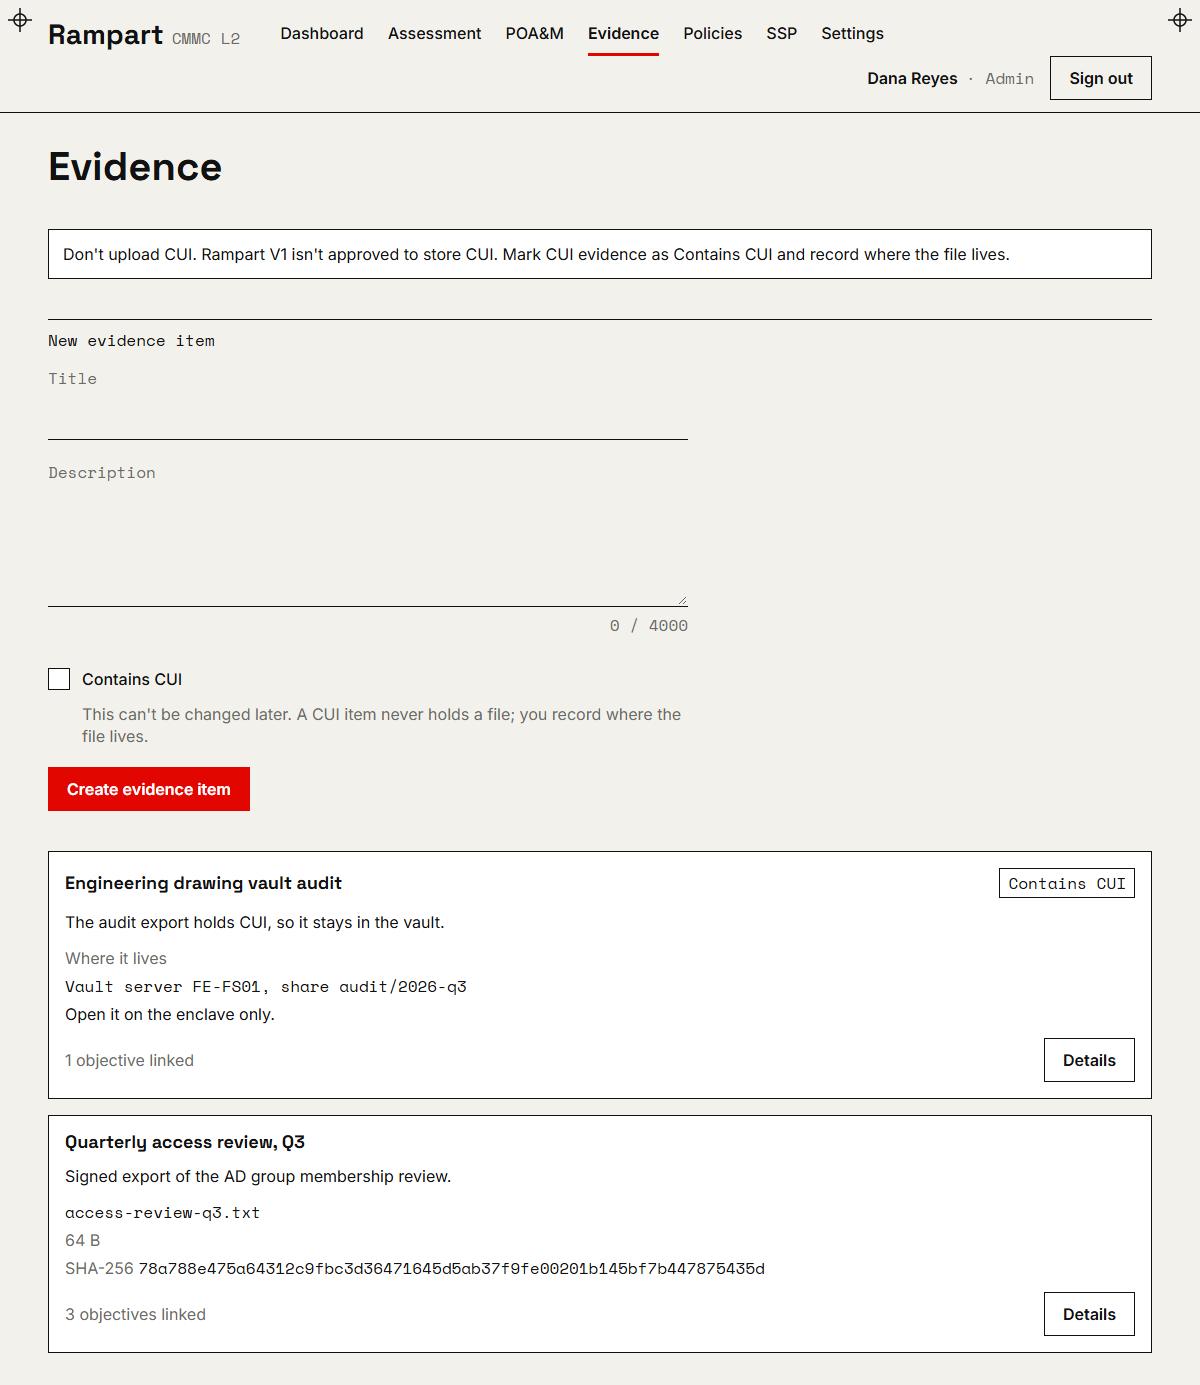 Rampart CMMC L2
Dashboard Assessment POA&M Evidence Policies SSP Settings
Dana Reyes · Admin Sign out
Evidence
Don't upload CUI. Rampart V1 isn't approved to store CUI. Mark CUI evidence as Contains CUI and record where the file lives.
New evidence item
Title
Description
0 / 4000
Contains CUI
This can't be changed later. A CUI item never holds a file; you record where the
file lives.
Create evidence item
Engineering drawing vault audit
Contains CUI
The audit export holds CUI, so it stays in the vault.
Where it lives
Vault server FE-FS01, share audit/2026-q3
Open it on the enclave only.
1 objective linked
Details
Quarterly access review, Q3
Signed export of the AD group membership review.
access-review-q3.txt
64 B
SHA-256 78a788e475a64312c9fbc3d36471645d5ab37f9fe00201b145bf7b447875435d
3 objectives linked
Details